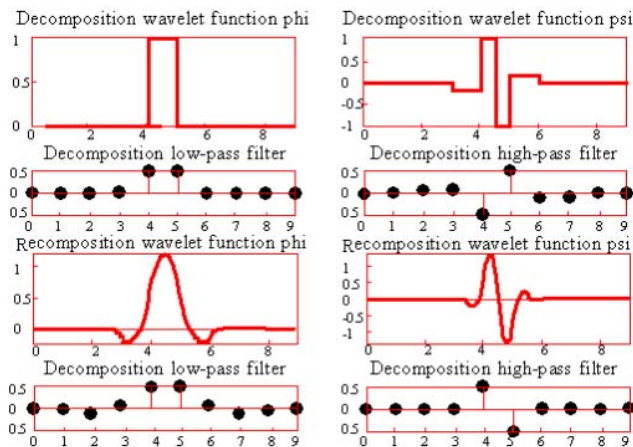 Decomposition wavelet function phi
Decomposition wavelet function psi
1
0.5
0
0 2 4 6 8
1
0.5
0
-0.5
-1
0 2 4 6 8
Decomposition low-pass filter
Decomposition high-pass filter
0.5
0
0.5
0 1 2 3 4 5 6 7 8 9
0.5
0
0.5
0 1 2 3 4 5 6 7 8 9
Recomposition wavelet function phi
Recomposition wavelet function psi
1
0.5
0
0 2 4 6 8
1
0.5
0
-0.5
-1
0 2 4 6 8
Decomposition low-pass filter
Decomposition high-pass filter
0.5
0
0.5
0 1 2 3 4 5 6 7 8 9
0.5
0
0.5
0 1 2 3 4 5 6 7 8 9